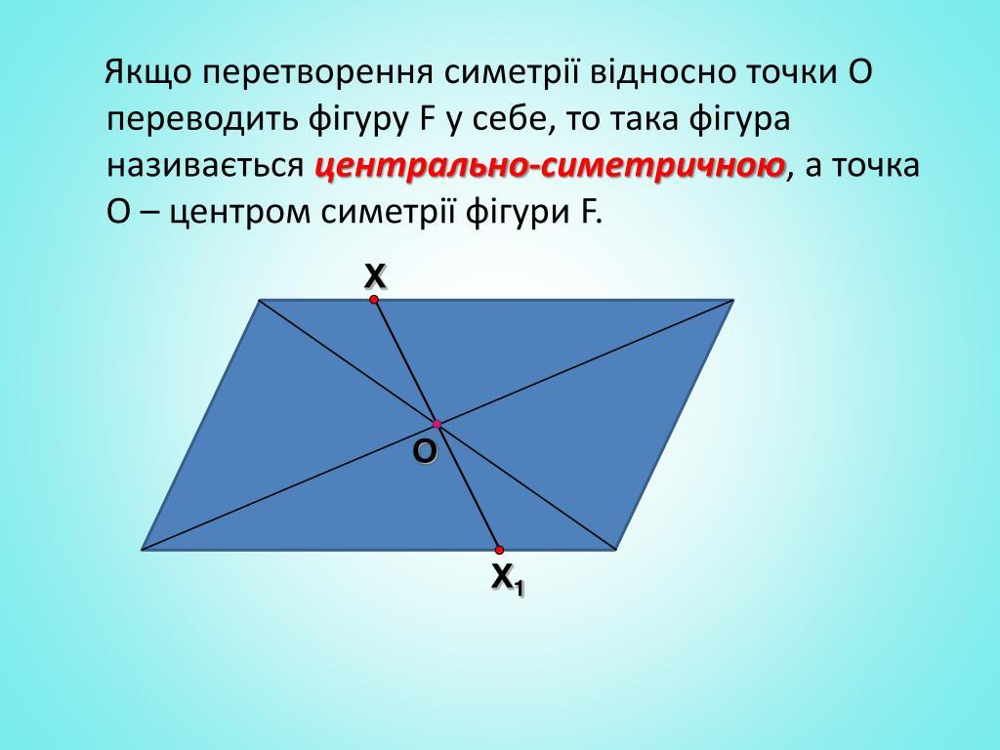 Якщо перетворення симетрії відносно точки О
переводить фігуру F у себе, то така фігура
називається центрально-симетричною, а точка
О – центром симетрії фігури F.
X
O
X₁